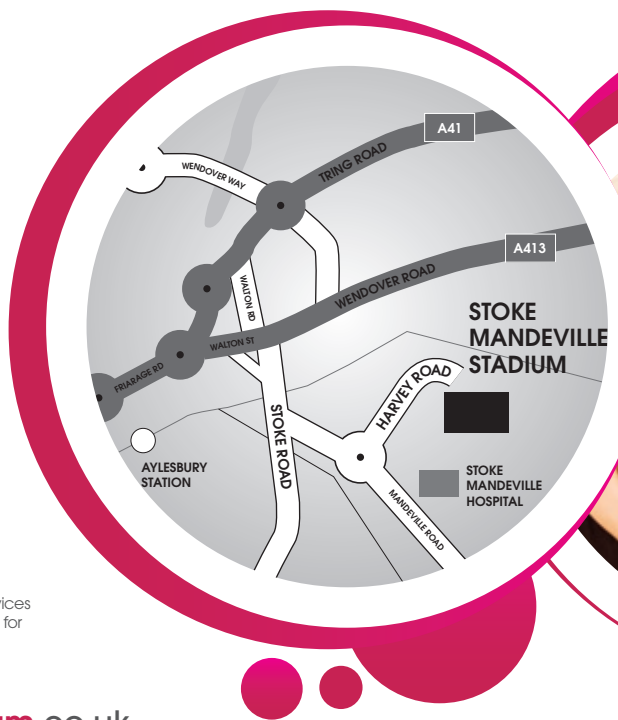 A41
TRING ROAD
WENDOVER WAY
A413
WENDOVER ROAD
WALTON RD
WALTON ST
FRIARAGE RD
STOKE
MANDEVILLE
STADIUM
HARVEY ROAD
STOKE ROAD
AYLESBURY
STATION
STOKE
MANDEVILLE
HOSPITAL
MANDEVILLE ROAD
for
.co.uk